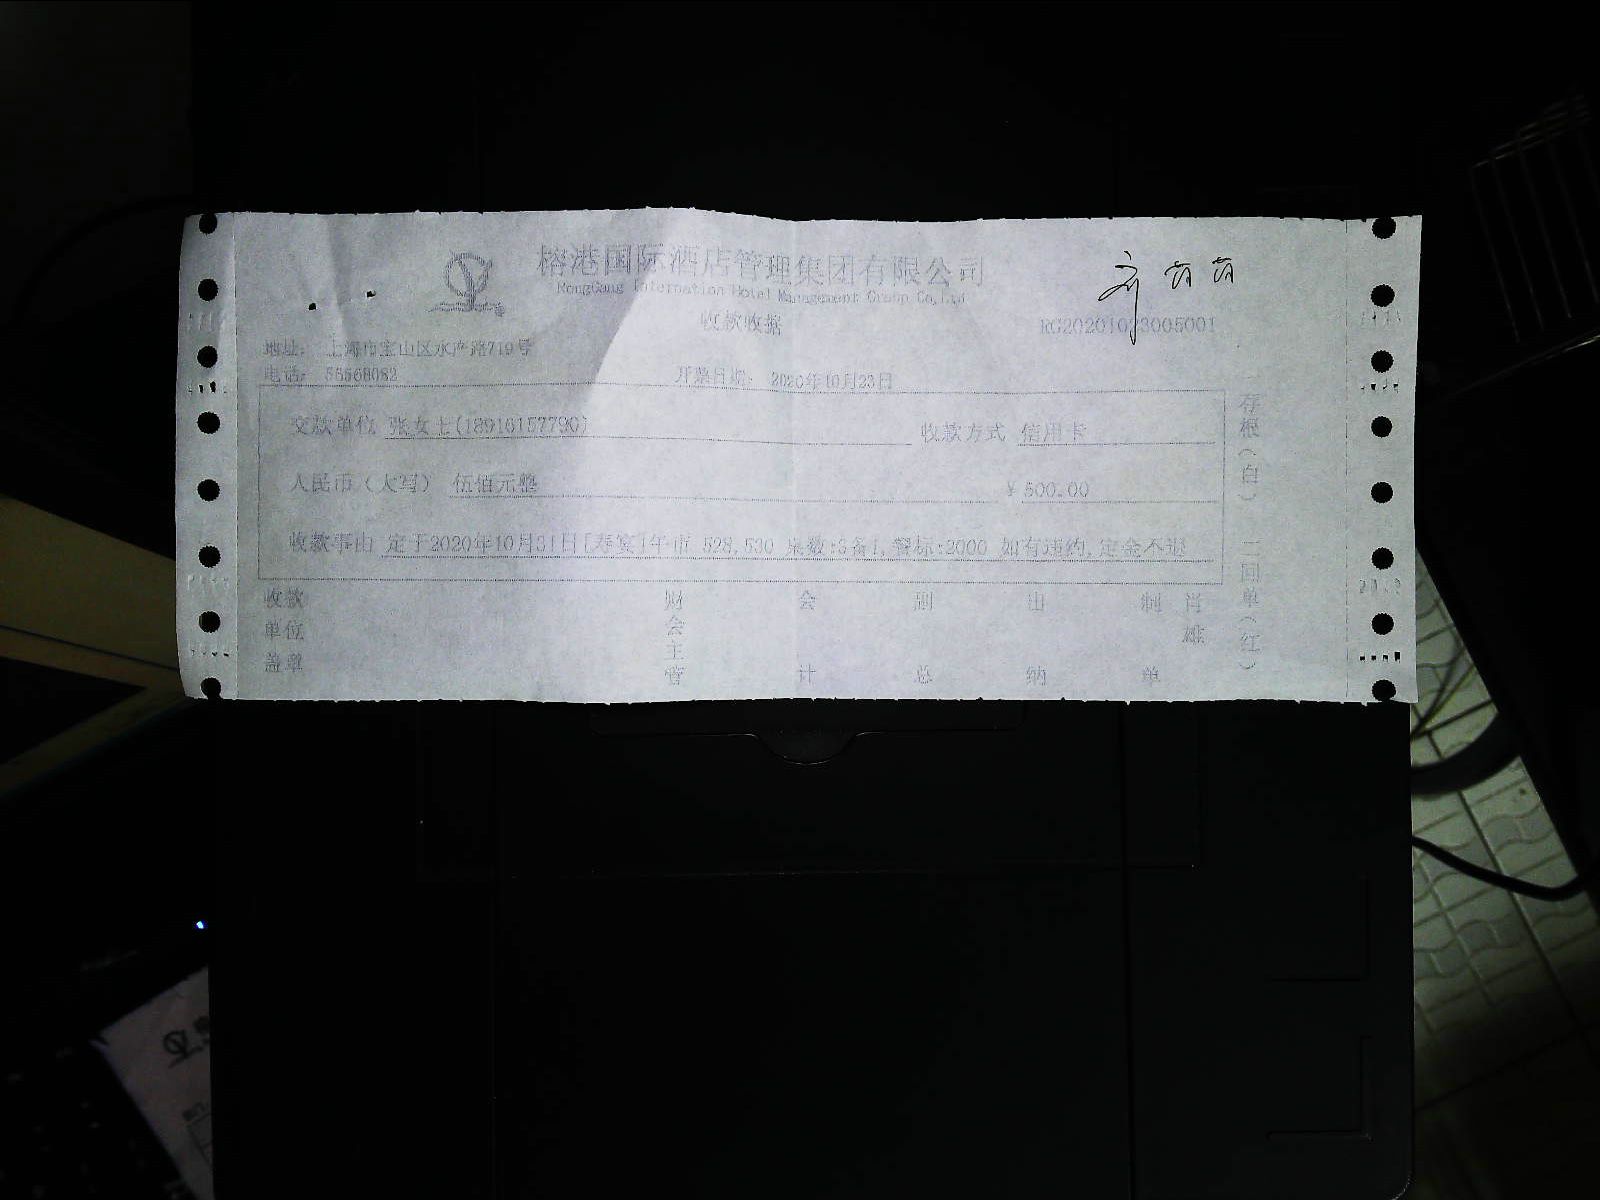 榕港国际酒店管理集团有限公司
RongGang Internation Hotel Management Group Co.,Ltd
收款收据
RG20201023005001
地址: 上海市宝山区水产路719号
电话: 55568082
开票日期: 2020年10月23日
交款单位 张女士(18916157790) 收款方式 信用卡
人民币（大写） 伍佰元整 ￥500.00
收款事由 定于2020年10月31日[寿宴]午市 528,530 桌数:3备1,餐标:2000 如有违约,定金不退
收款单位盖章 财会主管 会计 副总 出纳 制单 肖雄
存根（白） 二回单（红）